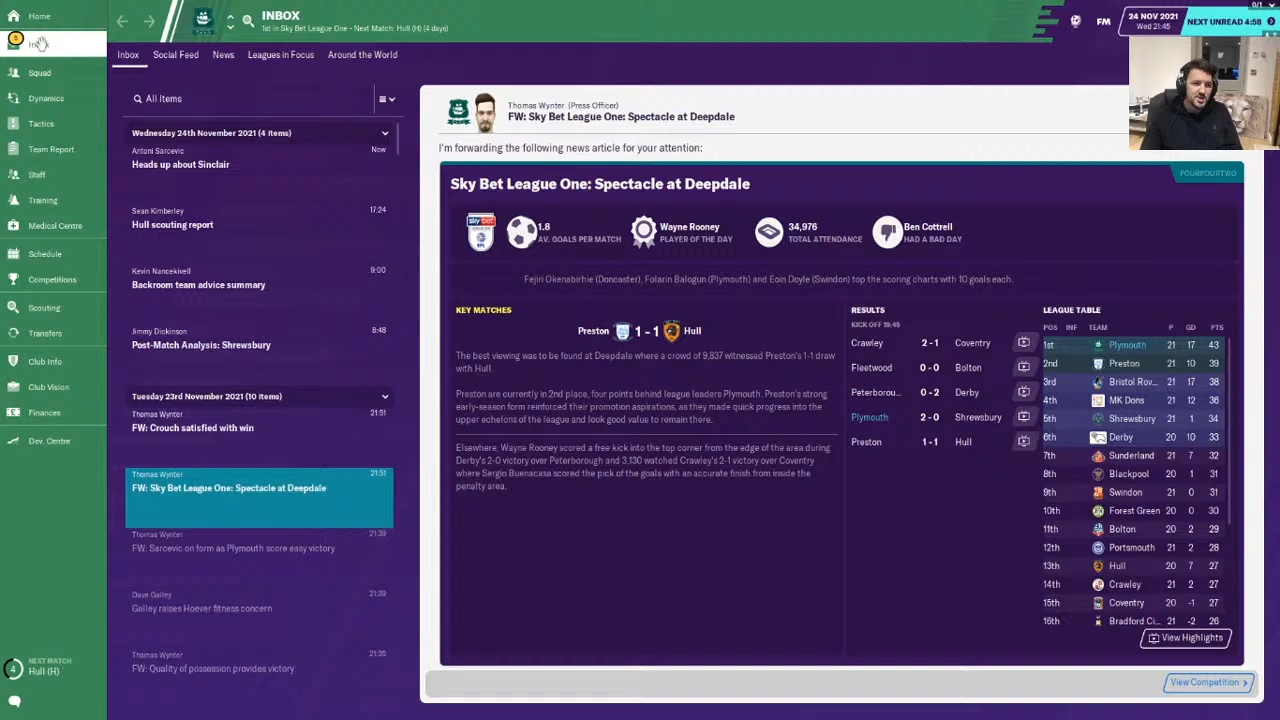 Home
INBOX
1st in Sky Bet League One - Next Match: Hull (H) (4 days)
FM
24 NOV 2021
Wed 21:45
NEXT UNREAD 4:58
0/1
Inbox
Squad
Dynamics
Tactics
Team Report
Staff
Training
Medical Centre
Schedule
Competitions
Scouting
Transfers
Club Info
Club Vision
Finances
Dev. Centre
NEXT MATCH
4
Hull (H)
Inbox
Social Feed
News
Leagues in Focus
Around the World
All Items
Wednesday 24th November 2021 (4 Items)
Antoni Sarcevic
Now
Heads up about Sinclair
Sean Kimberley
17:24
Hull scouting report
Kevin Nancekivell
9:00
Backroom team advice summary
Jimmy Dickinson
8:48
Post-Match Analysis: Shrewsbury
Tuesday 23rd November 2021 (10 Items)
Thomas Wynter
21:51
FW: Crouch satisfied with win
Thomas Wynter
21:51
FW: Sky Bet League One: Spectacle at Deepdale
Thomas Wynter
21:39
FW: Sarcevic on form as Plymouth score easy victory
Dave Galley
21:39
Galley raises Hoever fitness concern
Thomas Wynter
21:35
FW: Quality of possession provides victory
Thomas Wynter (Press Officer)
FW: Sky Bet League One: Spectacle at Deepdale
I'm forwarding the following news article for your attention:
FOURFOURTWO
Sky Bet League One: Spectacle at Deepdale
sky bet
EFL
1.8
AV. GOALS PER MATCH
Wayne Rooney
PLAYER OF THE DAY
34,976
TOTAL ATTENDANCE
Ben Cottrell
HAD A BAD DAY
Fejiri Okenabirhie (Doncaster), Folarin Balogun (Plymouth) and Eoin Doyle (Swindon) top the scoring charts with 10 goals each.
KEY MATCHES
Preston 1 - 1 Hull
The best viewing was to be found at Deepdale where a crowd of 9,837 witnessed Preston's 1-1 draw
with Hull.
Preston are currently in 2nd place, four points behind league leaders Plymouth. Preston's strong
early-season form reinforced their promotion aspirations, as they made quick progress into the
upper echelons of the league and look good value to remain there.
Elsewhere, Wayne Rooney scored a free kick into the top corner from the edge of the area during
Derby's 2-0 victory over Peterborough and 3,130 watched Crawley's 2-1 victory over Coventry
where Sergio Buenacasa scored the pick of the goals with an accurate finish from inside the
penalty area.
RESULTS
KICK OFF 19:45
Crawley 2 - 1 Coventry
Fleetwood 0 - 0 Bolton
Peterborou... 0 - 2 Derby
Plymouth 2 - 0 Shrewsbury
Preston 1 - 1 Hull
LEAGUE TABLE
POS INF TEAM P GD PTS
1st Plymouth 21 17 43
2nd Preston 21 10 39
3rd Bristol Rov... 21 17 38
4th MK Dons 21 12 36
5th Shrewsbury 21 1 34
6th Derby 20 10 33
7th Sunderland 21 7 32
8th Blackpool 20 1 31
9th Swindon 21 0 31
10th Forest Green 20 0 30
11th Bolton 20 2 29
12th Portsmouth 21 2 28
13th Hull 20 7 27
14th Crawley 21 2 27
15th Coventry 20 -1 27
16th Bradford Ci... 21 -2 26
View Highlights
View Competition